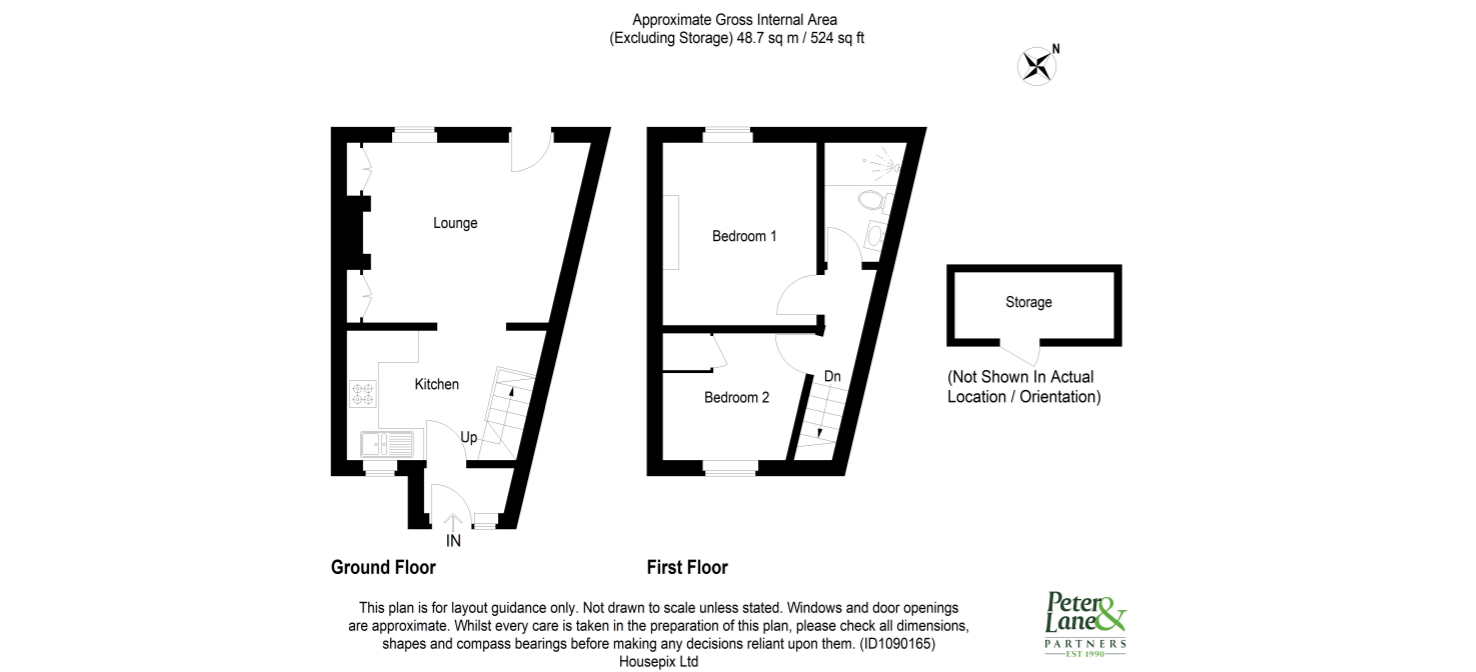 Approximate Gross Internal Area
(Excluding Storage) 48.7 sq m / 524 sq ft
N
Lounge
Kitchen
Up
IN
Bedroom 1
Bedroom 2
Dn
Storage
(Not Shown In Actual
Location / Orientation)
Ground Floor
First Floor
This plan is for layout guidance only. Not drawn to scale unless stated. Windows and door openings
are approximate. Whilst every care is taken in the preparation of this plan, please check all dimensions,
shapes and compass bearings before making any decisions reliant upon them. (ID1090165)
Housepix Ltd
Peter &
Lane
PARTNERS
EST 1990